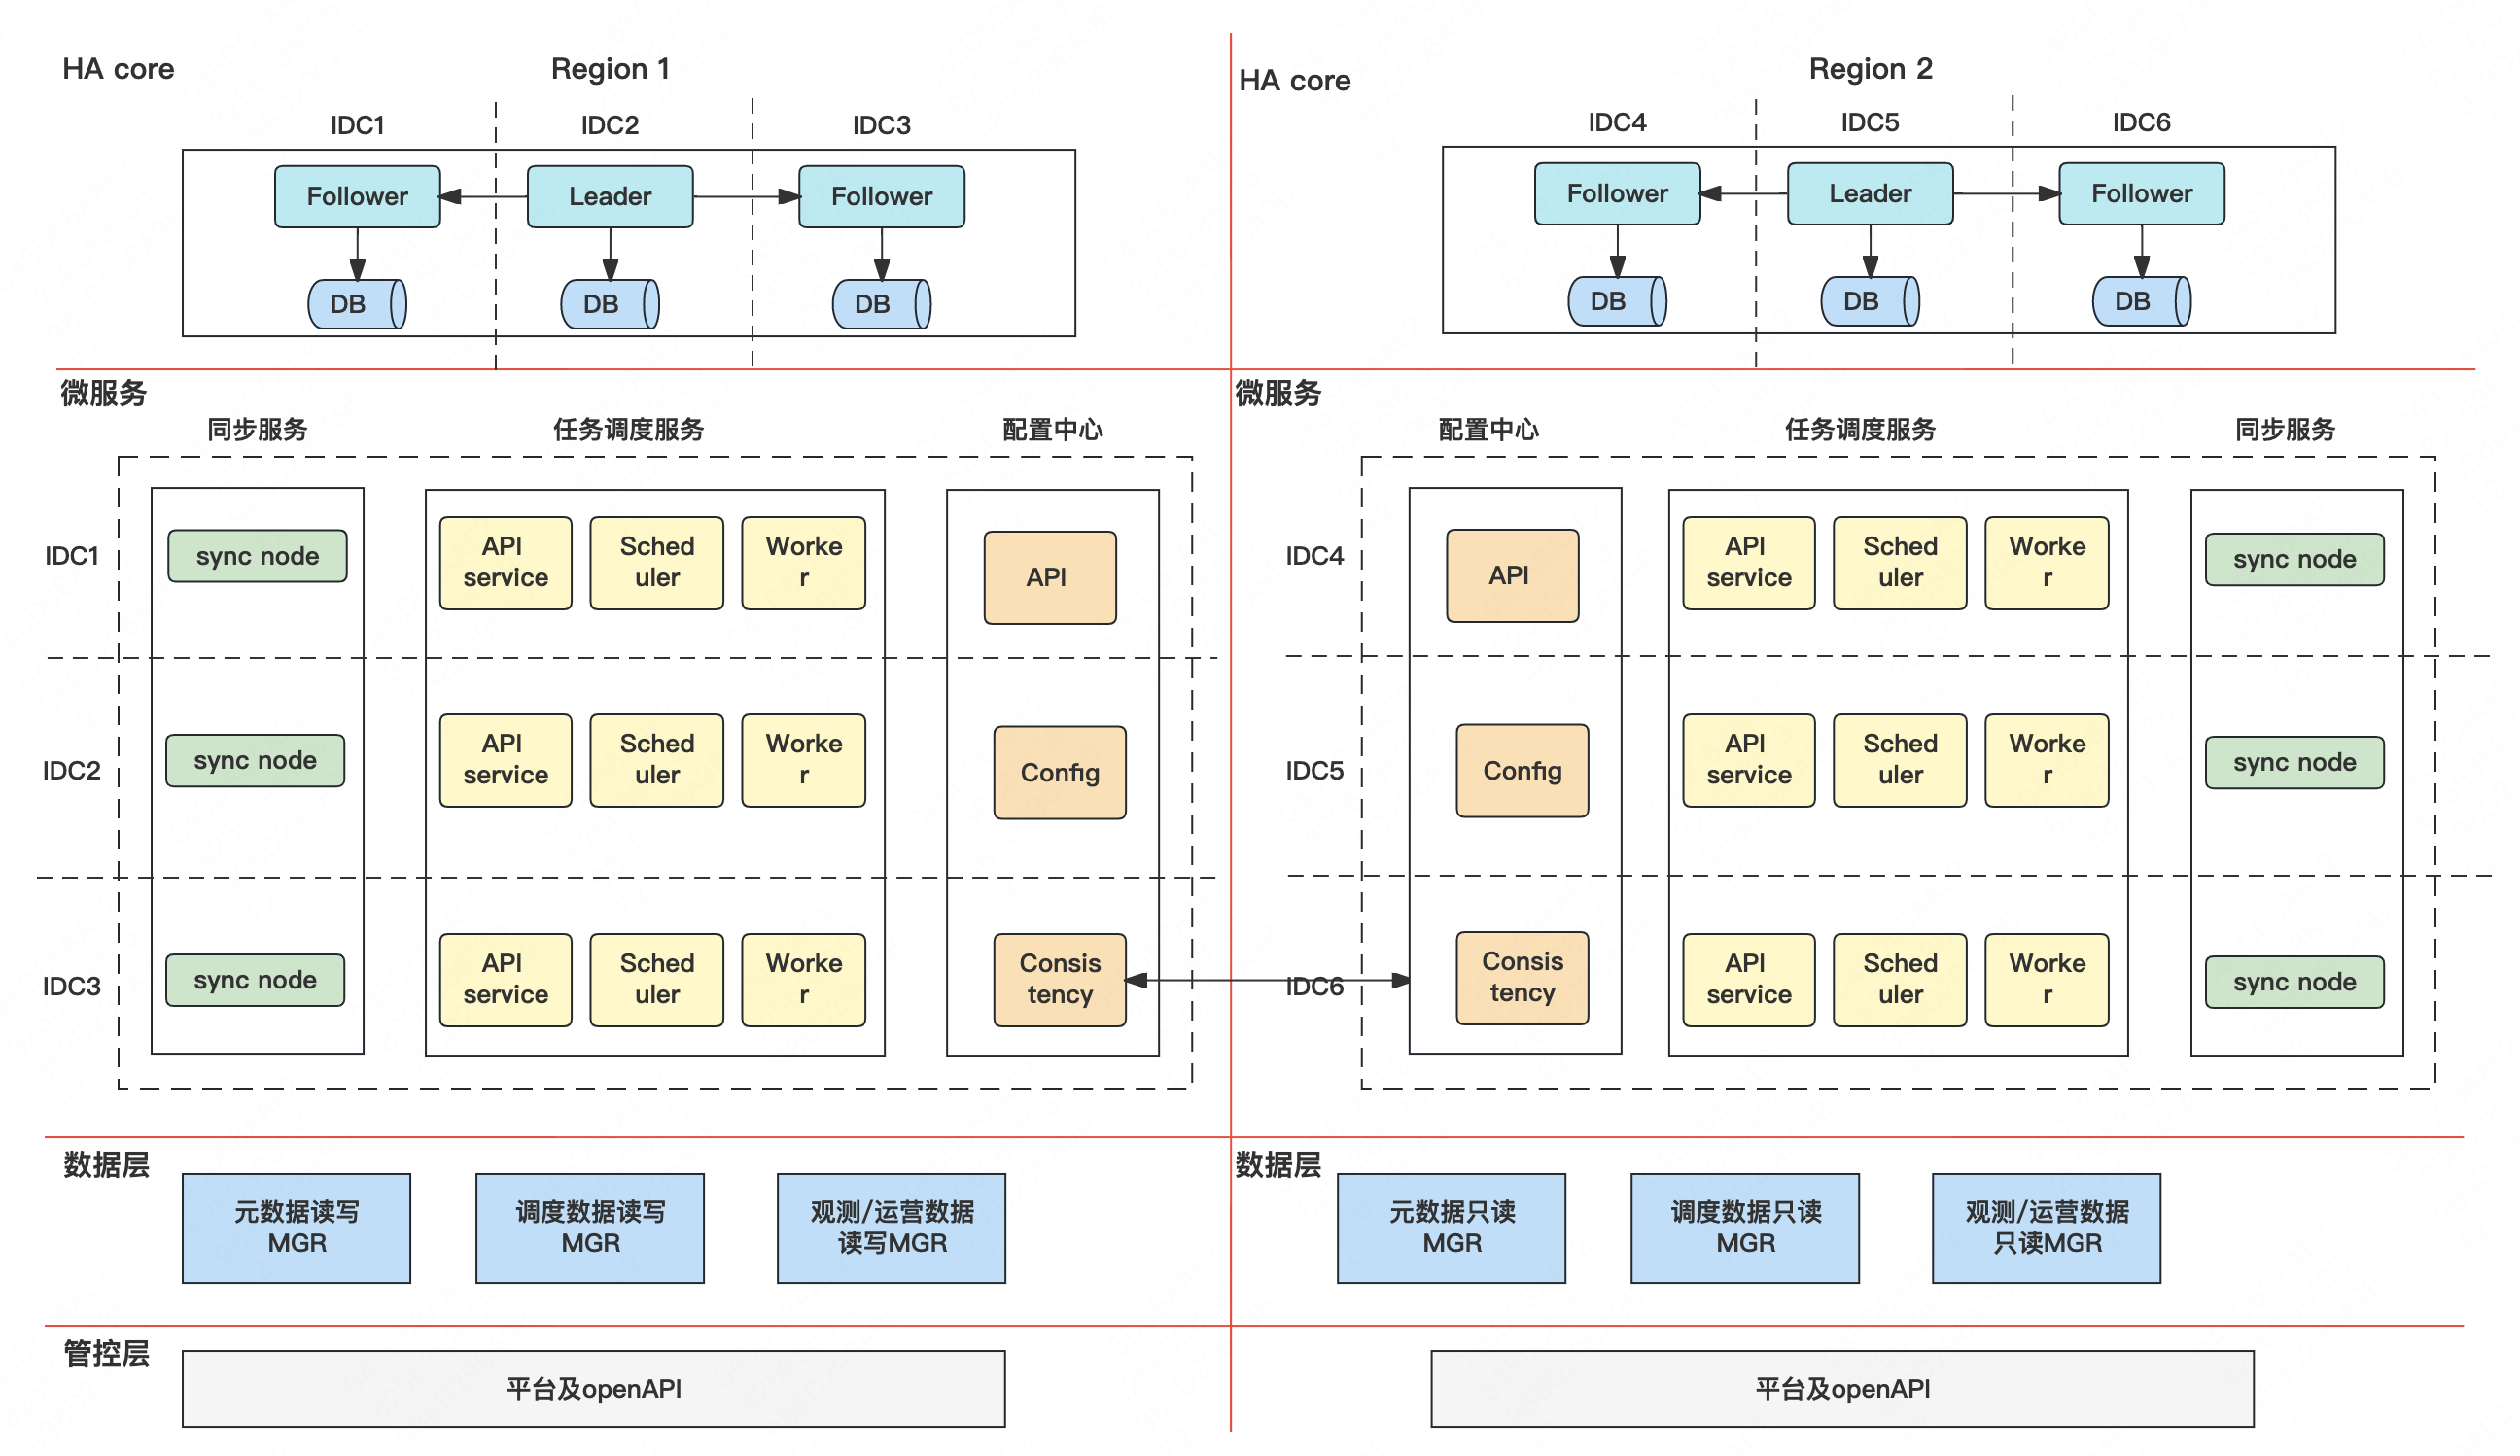 HA core
Region 1
IDC1
IDC2
IDC3
Follower
Leader
Follower
DB
DB
DB
HA core
Region 2
IDC4
IDC5
IDC6
Follower
Leader
Follower
DB
DB
DB
微服务
同步服务
任务调度服务
配置中心
IDC1
sync node
API
service
Sched
uler
Worke
r
API
IDC2
sync node
API
service
Sched
uler
Worke
r
Config
IDC3
sync node
API
service
Sched
uler
Worke
r
Consis
tency
微服务
配置中心
任务调度服务
同步服务
IDC4
API
API
service
Sched
uler
Worke
r
sync node
IDC5
Config
API
service
Sched
uler
Worke
r
sync node
IDC6
Consis
tency
API
service
Sched
uler
Worke
r
sync node
数据层
元数据读写
MGR
调度数据读写
MGR
观测/运营数据
读写MGR
数据层
元数据只读
MGR
调度数据只读
MGR
观测/运营数据
只读MGR
管控层
平台及openAPI
平台及openAPI